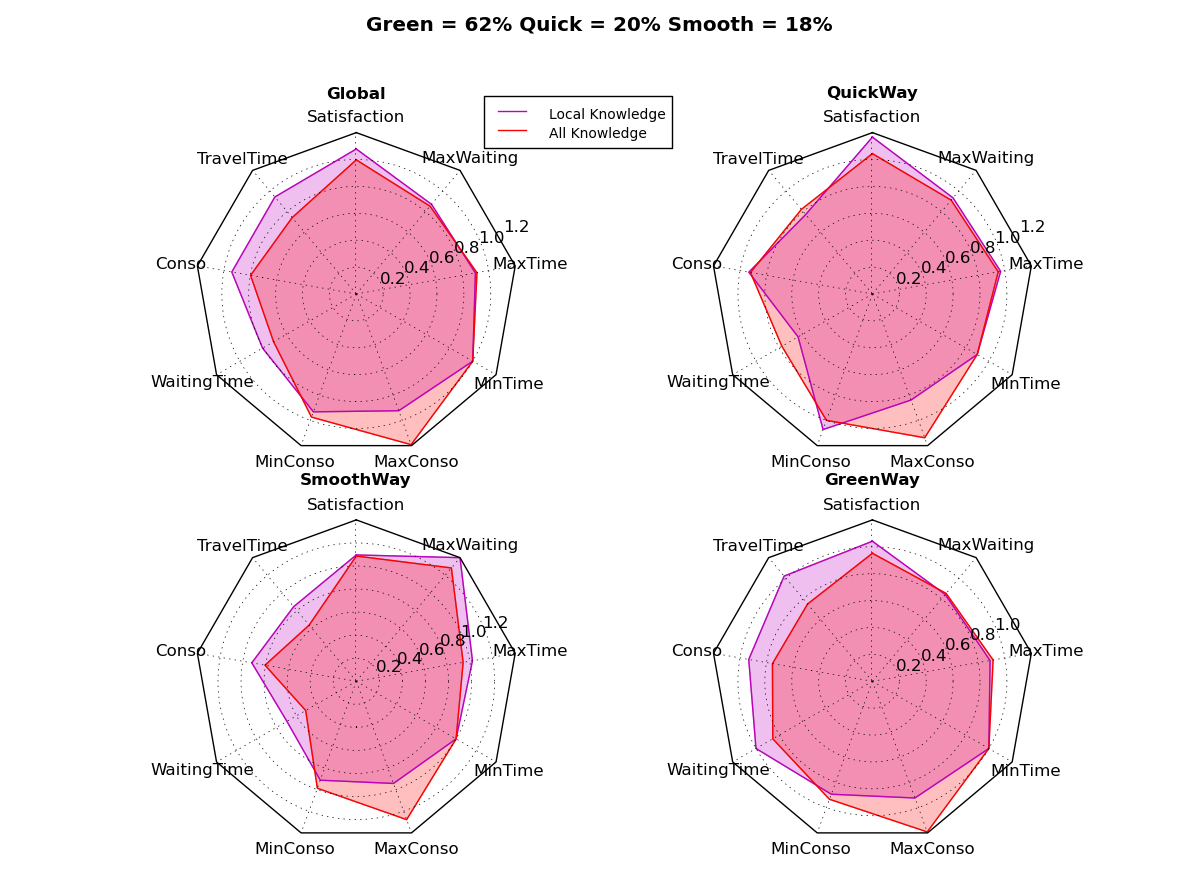 Green = 62% Quick = 20% Smooth = 18%
Global
Satisfaction
TravelTime
MaxWaiting
Conso
MaxTime
WaitingTime
MinTime
MinConso
MaxConso
0.2
0.4
0.6
0.8
1.0
1.2
Local Knowledge
All Knowledge
QuickWay
Satisfaction
TravelTime
MaxWaiting
Conso
MaxTime
WaitingTime
MinTime
MinConso
MaxConso
0.2
0.4
0.6
0.8
1.0
1.2
SmoothWay
Satisfaction
TravelTime
MaxWaiting
Conso
MaxTime
WaitingTime
MinTime
MinConso
MaxConso
0.2
0.4
0.6
0.8
1.0
1.2
GreenWay
Satisfaction
TravelTime
MaxWaiting
Conso
MaxTime
WaitingTime
MinTime
MinConso
MaxConso
0.2
0.4
0.6
0.8
1.0